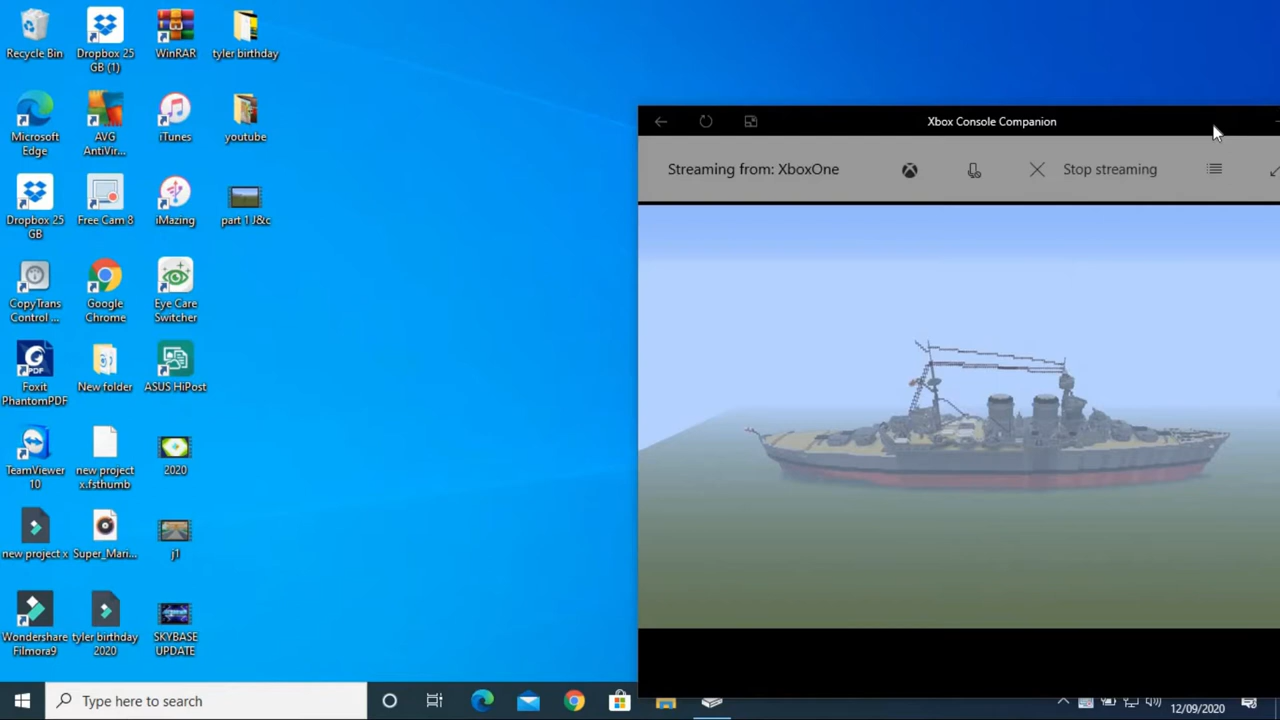 Recycle Bin
Dropbox 25
GB (1)
WinRAR
tyler birthday
Microsoft
Edge
AVG
AntiVir...
iTunes
youtube
Dropbox 25
GB
Free Cam 8
iMazing
part 1 J&c
CopyTrans
Control ...
Google
Chrome
Eye Care
Switcher
Foxit
PhantomPDF
PDF
New folder
ASUS HiPost
TeamViewer
10
new project
x.fsthumb
2020
new project x
Super_Mari...
j1
Wondershare
Filmora9
tyler birthday
2020
SKYBASE
UPDATE
Xbox Console Companion
Streaming from: XboxOne
Stop streaming
Type here to search
12/09/2020